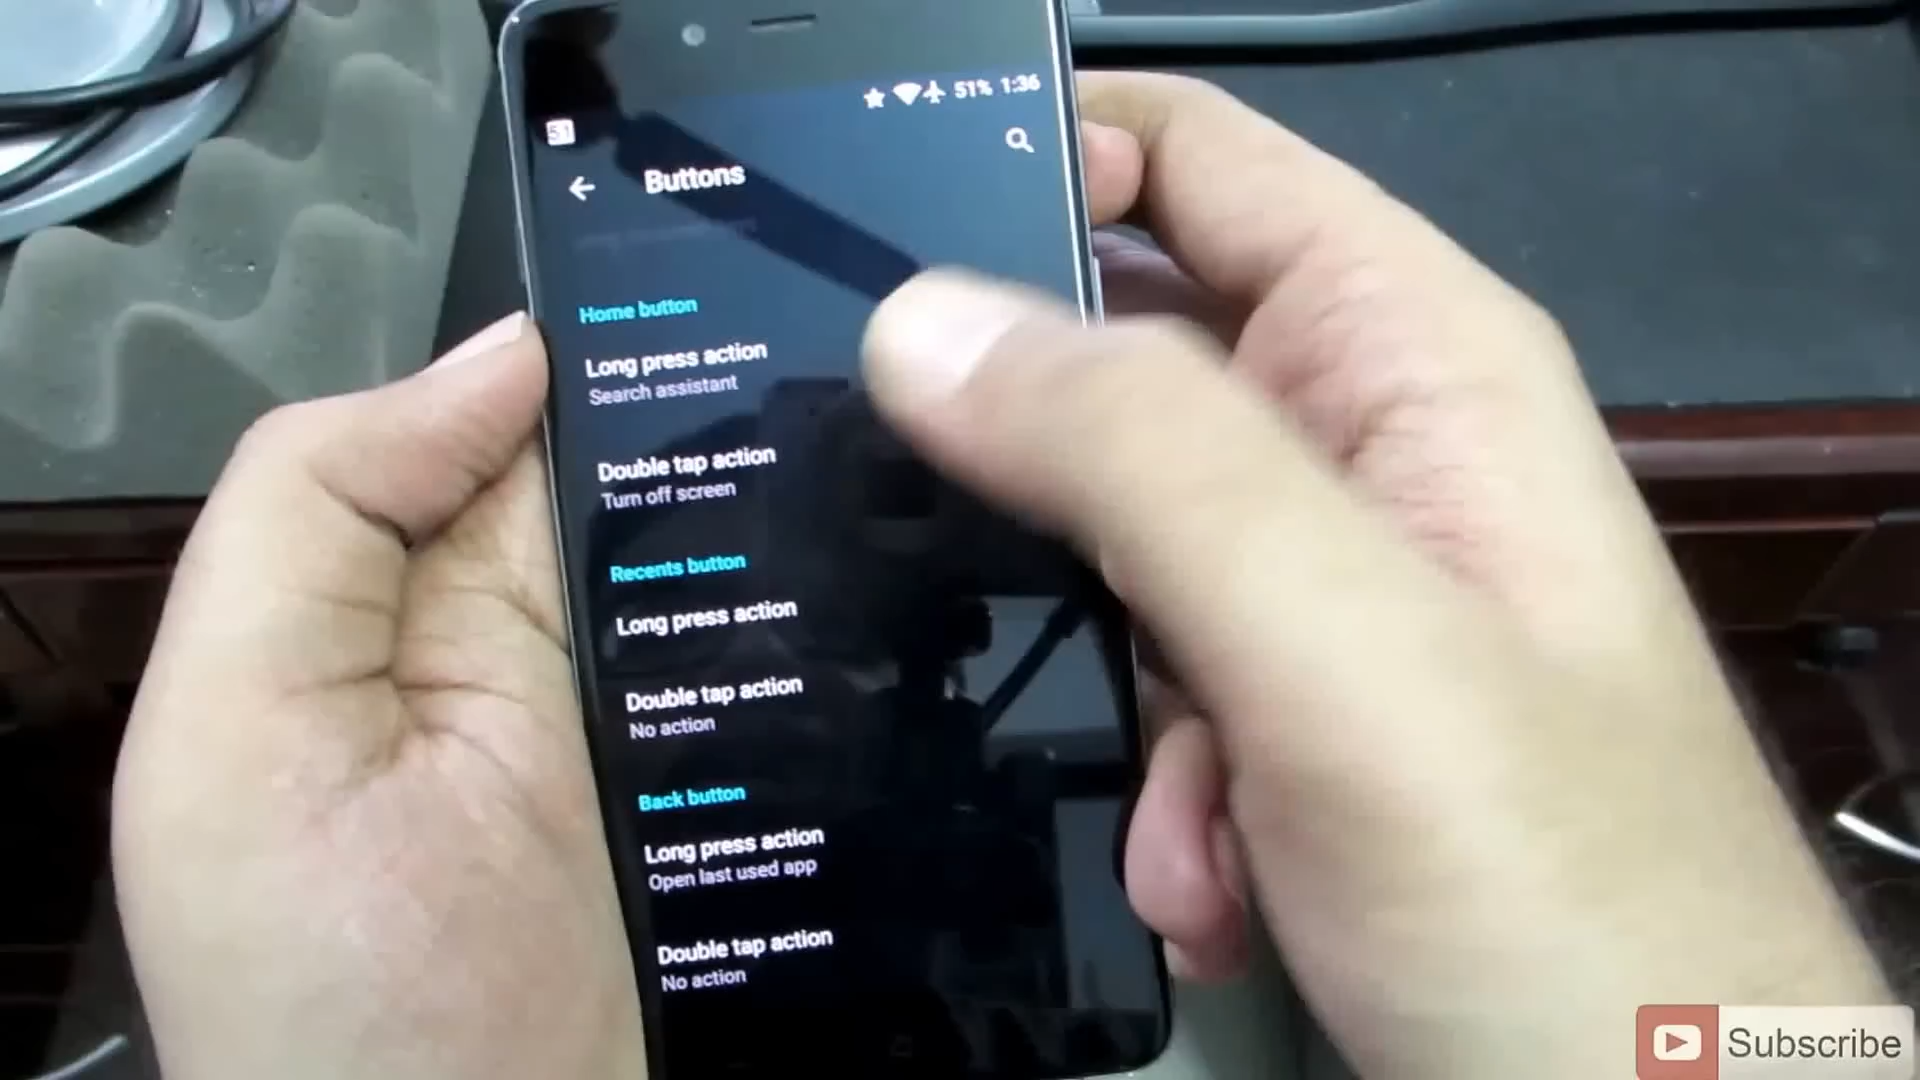 51% 1:36
51
Buttons
Home button
Long press action
Search assistant
Double tap action
Turn off screen
Recents button
Long press action
Double tap action
No action
Back button
Long press action
Open last used app
Double tap action
No action
Subscribe